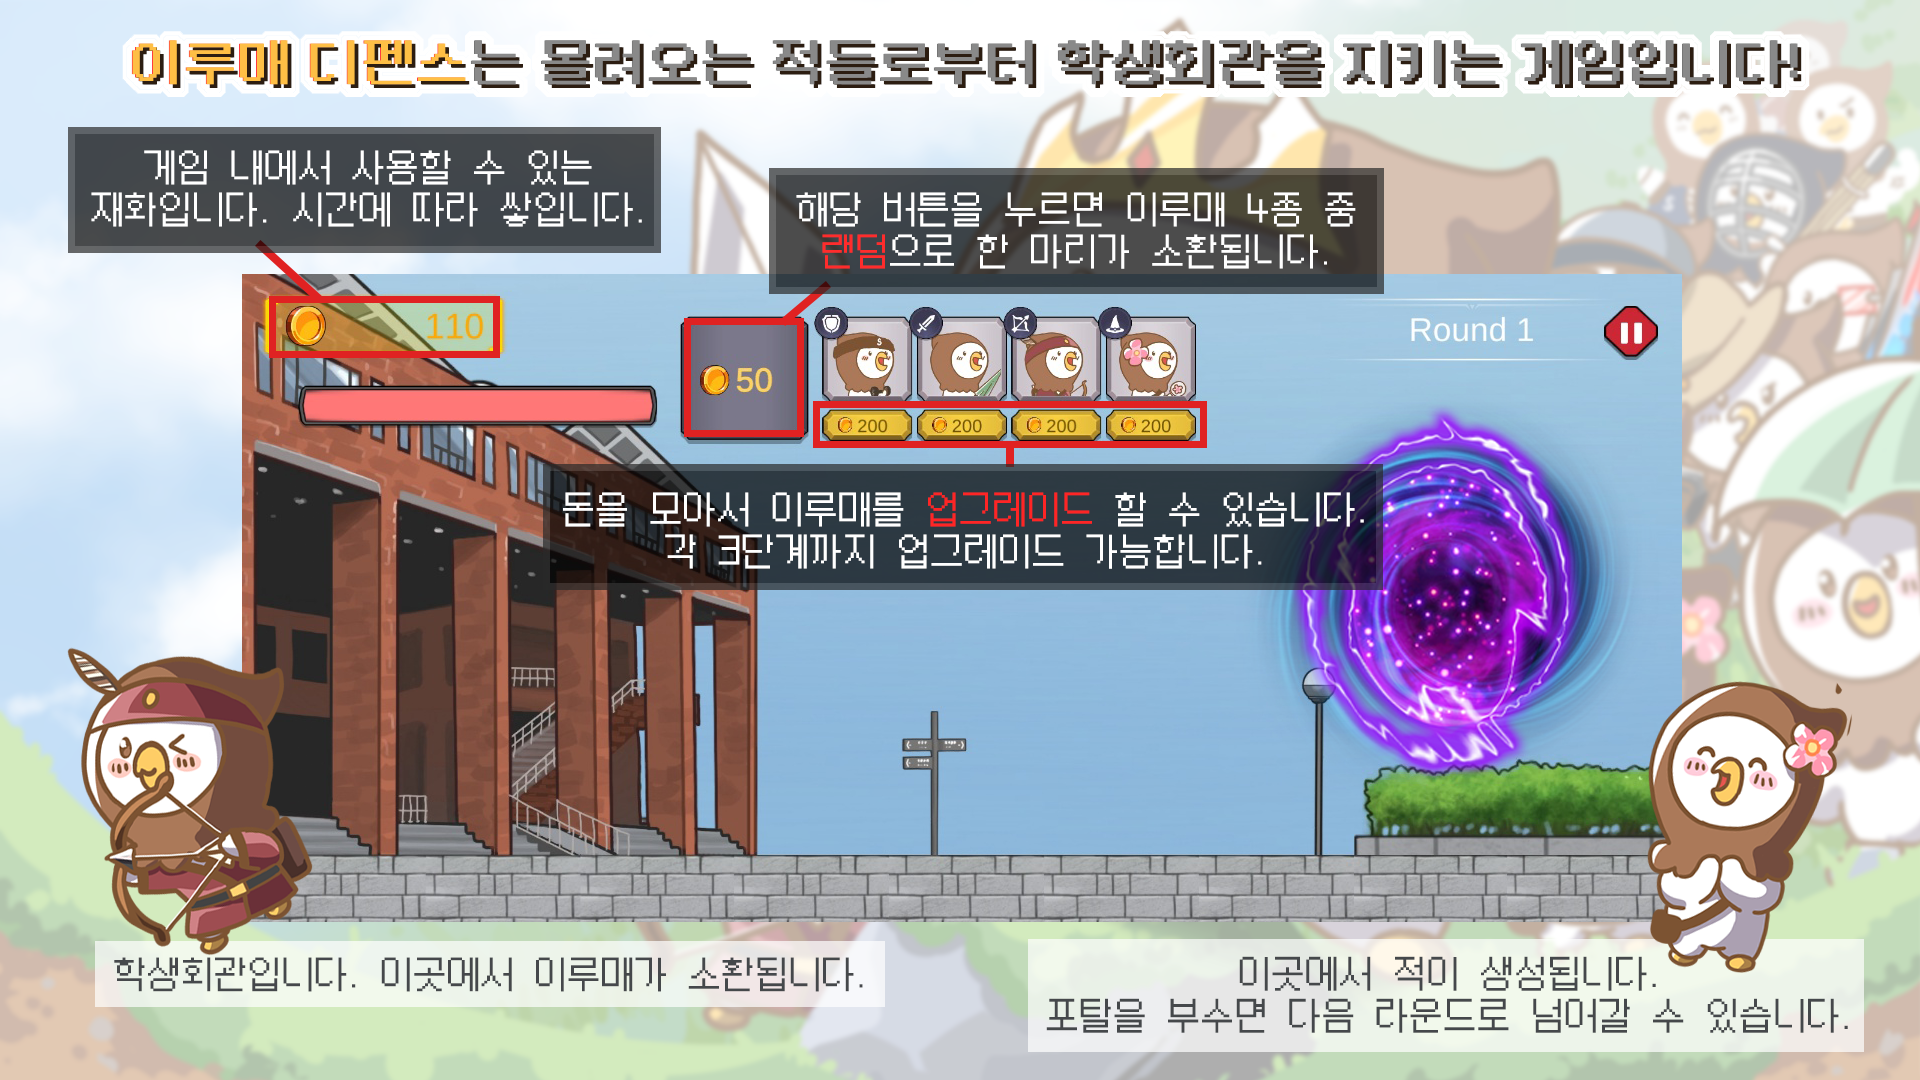 이루매 디펜스는 몰려오는 적들로부터 학생회관을 지키는 게임입니다!
게임 내에서 사용할 수 있는
재화입니다. 시간에 따라 쌓입니다.
해당 버튼을 누르면 이루매 4종 중
랜덤으로 한 마리가 소환됩니다.
110
Round 1
50
200
200
200
200
돈을 모아서 이루매를 업그레이드 할 수 있습니다.
각 3단계까지 업그레이드 가능합니다.
학생회관입니다. 이곳에서 이루매가 소환됩니다.
이곳에서 적이 생성됩니다.
포탈을 부수면 다음 라운드로 넘어갈 수 있습니다.